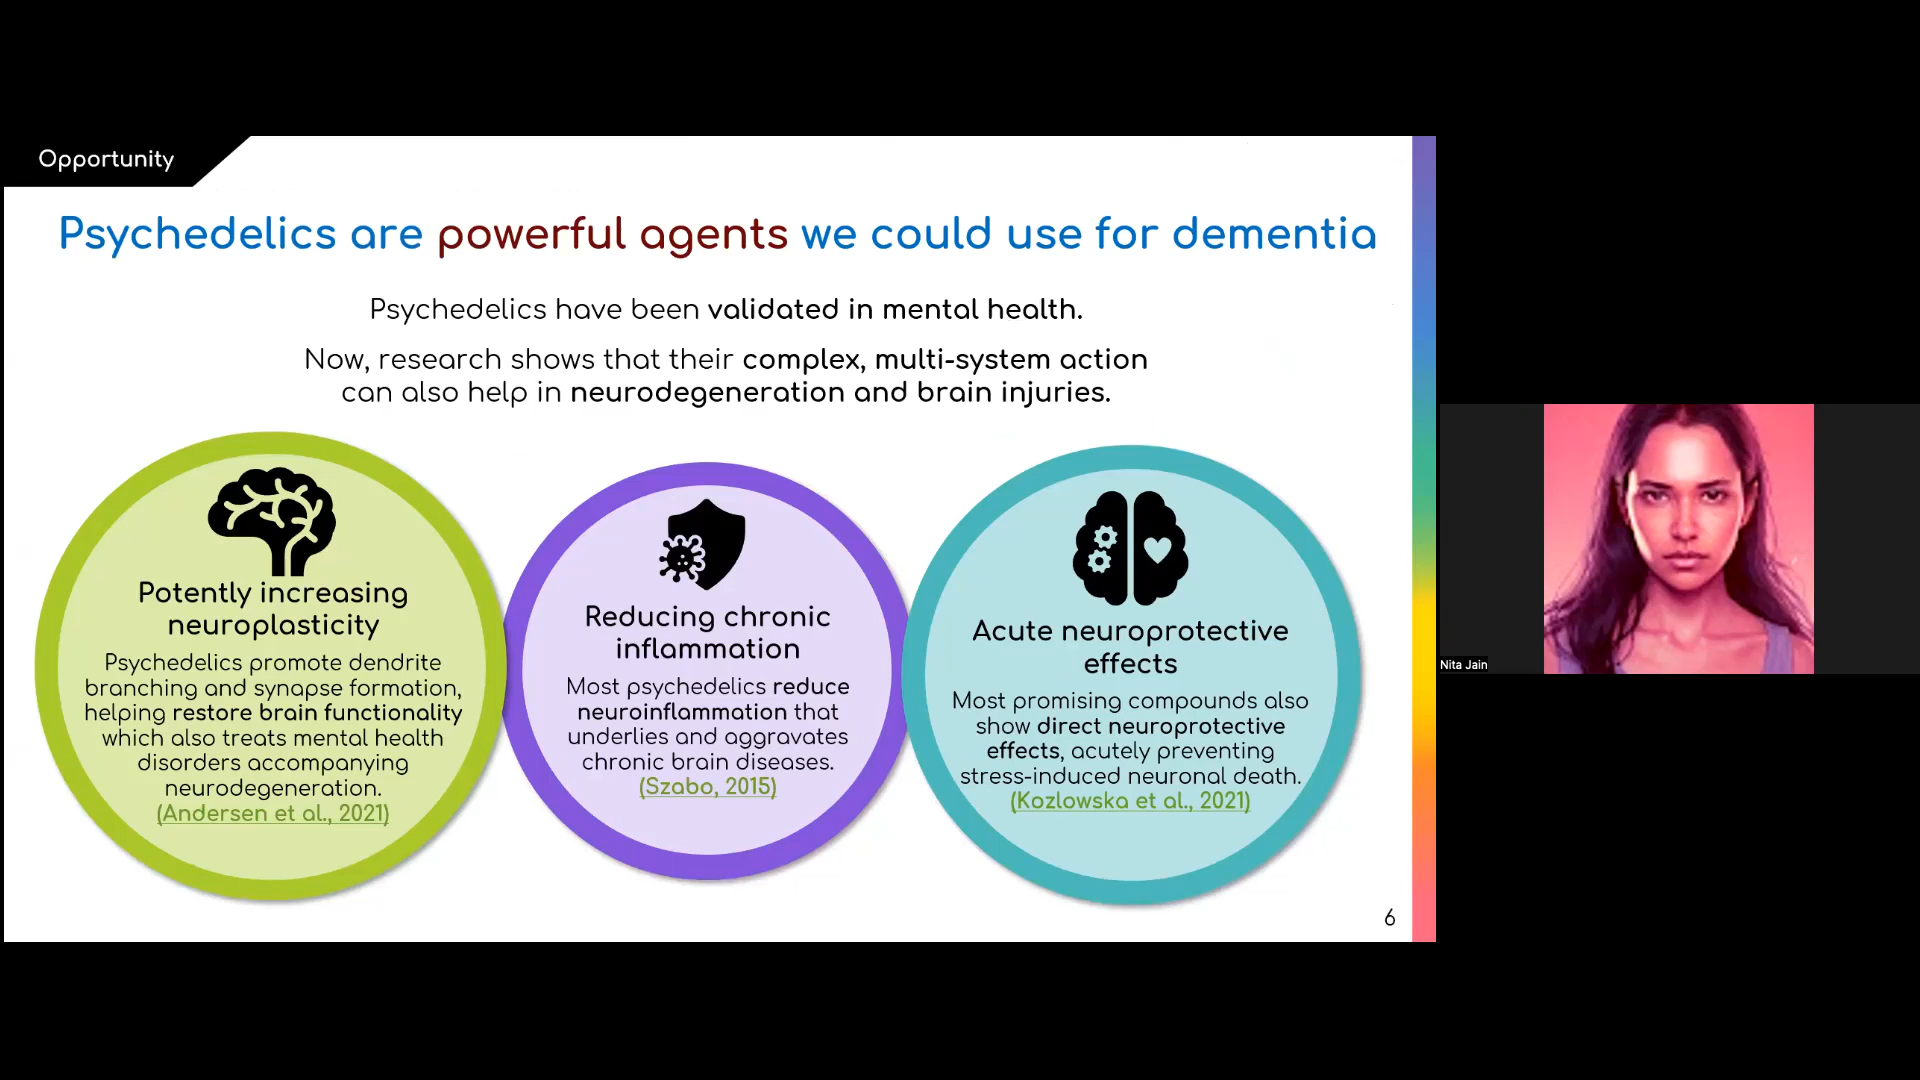 Opportunity
Psychedelics are powerful agents we could use for dementia
Psychedelics have been validated in mental health.
Now, research shows that their complex, multi-system action
can also help in neurodegeneration and brain injuries.
Potently increasing
neuroplasticity
Psychedelics promote dendrite
branching and synapse formation,
helping restore brain functionality
which also treats mental health
disorders accompanying
neurodegeneration.
(Andersen et al., 2021)
Reducing chronic
inflammation
Most psychedelics reduce
neuroinflammation that
underlies and aggravates
chronic brain diseases.
(Szabo, 2015)
Acute neuroprotective
effects
Most promising compounds also
show direct neuroprotective
effects, acutely preventing
stress-induced neuronal death.
(Kozlowska et al., 2021)
6
Nita Jain